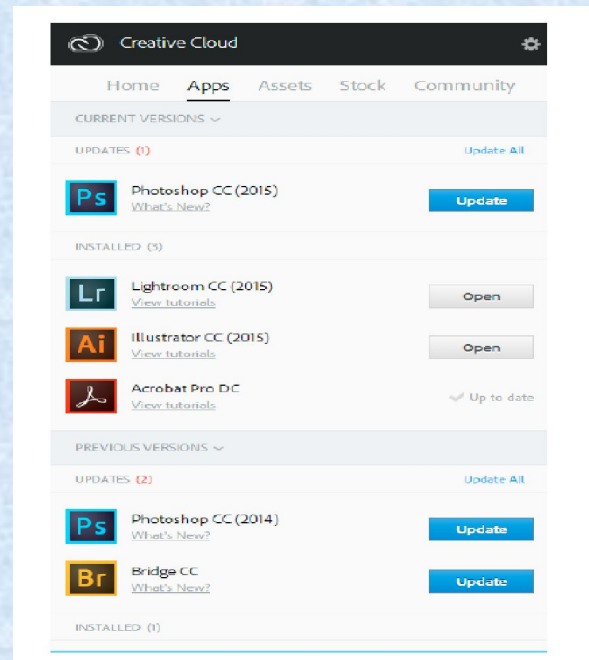 Creative Cloud
Home Apps Assets Stock Community
CURRENT VERSIONS
UPDATES (1) Update All
Ps Photoshop CC (2015) Update
What's New?
INSTALLED (3)
Lr Lightroom CC (2015) Open
View tutorials
Ai Illustrator CC (2015) Open
View tutorials
Acrobat Pro DC Up to date
View tutorials
PREVIOUS VERSIONS
UPDATES (2) Update All
Ps Photoshop CC (2014) Update
What's New?
Br Bridge CC Update
What's New?
INSTALLED (1)